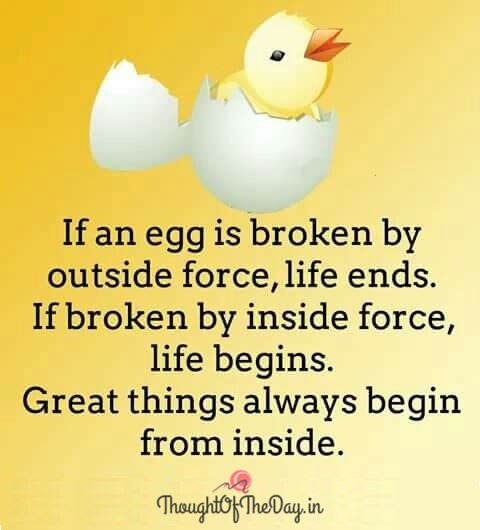 If an egg is broken by
outside force, life ends.
If broken by inside force,
life begins.
Great things always begin
from inside.
ThoughtOfTheDay.in